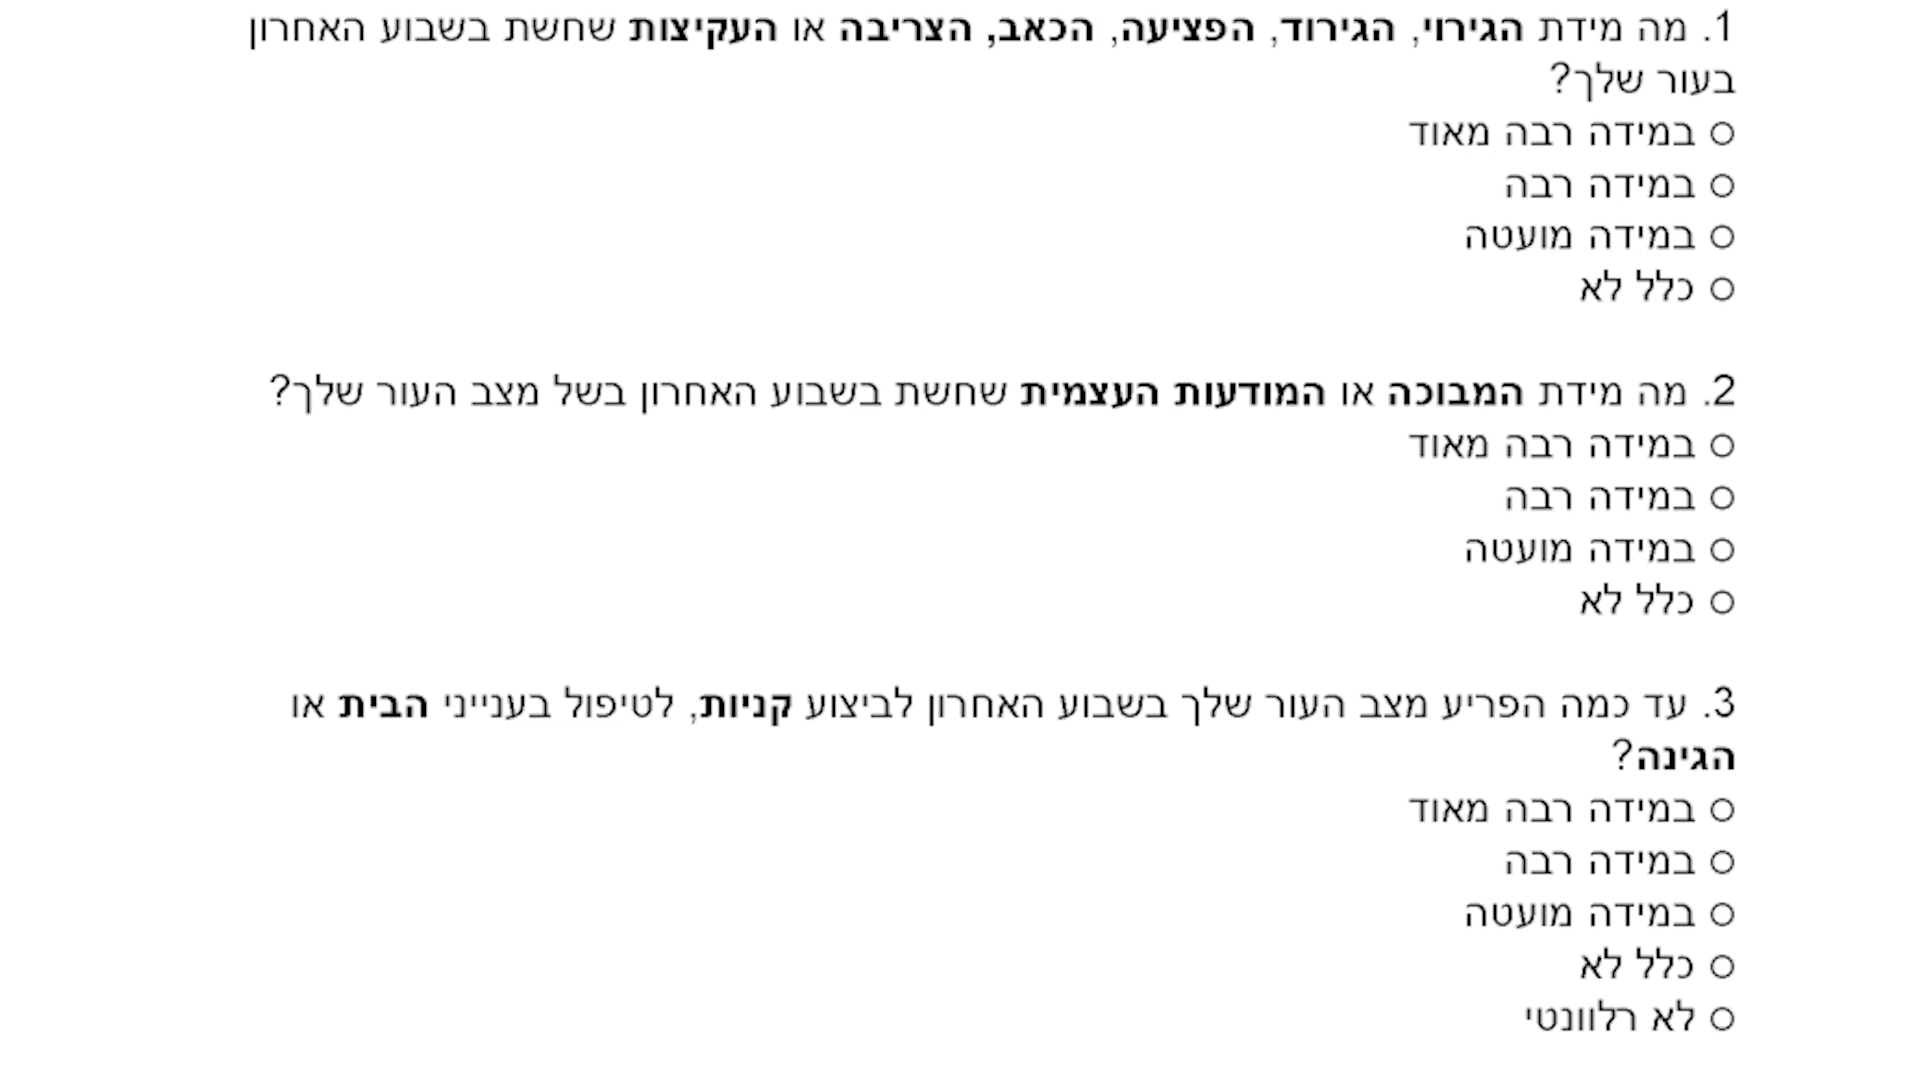 1. מה מידת הגירוי, הגירוד, הפציעה, הכאב, הצריבה או העקיצות שחשת בשבוע האחרון
בעור שלך?
○ במידה רבה מאוד
○ במידה רבה
○ במידה מועטה
○ כלל לא
2. מה מידת המבוכה או המודעות העצמית שחשת בשבוע האחרון בשל מצב העור שלך?
○ במידה רבה מאוד
○ במידה רבה
○ במידה מועטה
○ כלל לא
3. עד כמה הפריע מצב העור שלך בשבוע האחרון לביצוע קניות, לטיפול בענייני הבית או
הגינה?
○ במידה רבה מאוד
○ במידה רבה
○ במידה מועטה
○ כלל לא
○ לא רלוונטי